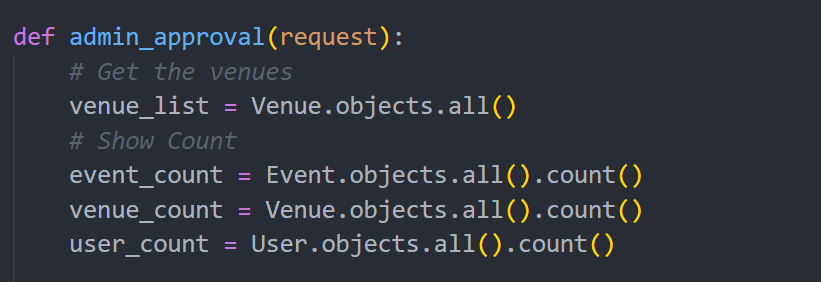 def admin_approval(request):
    # Get the venues
    venue_list = Venue.objects.all()
    # Show Count
    event_count = Event.objects.all().count()
    venue_count = Venue.objects.all().count()
    user_count = User.objects.all().count()